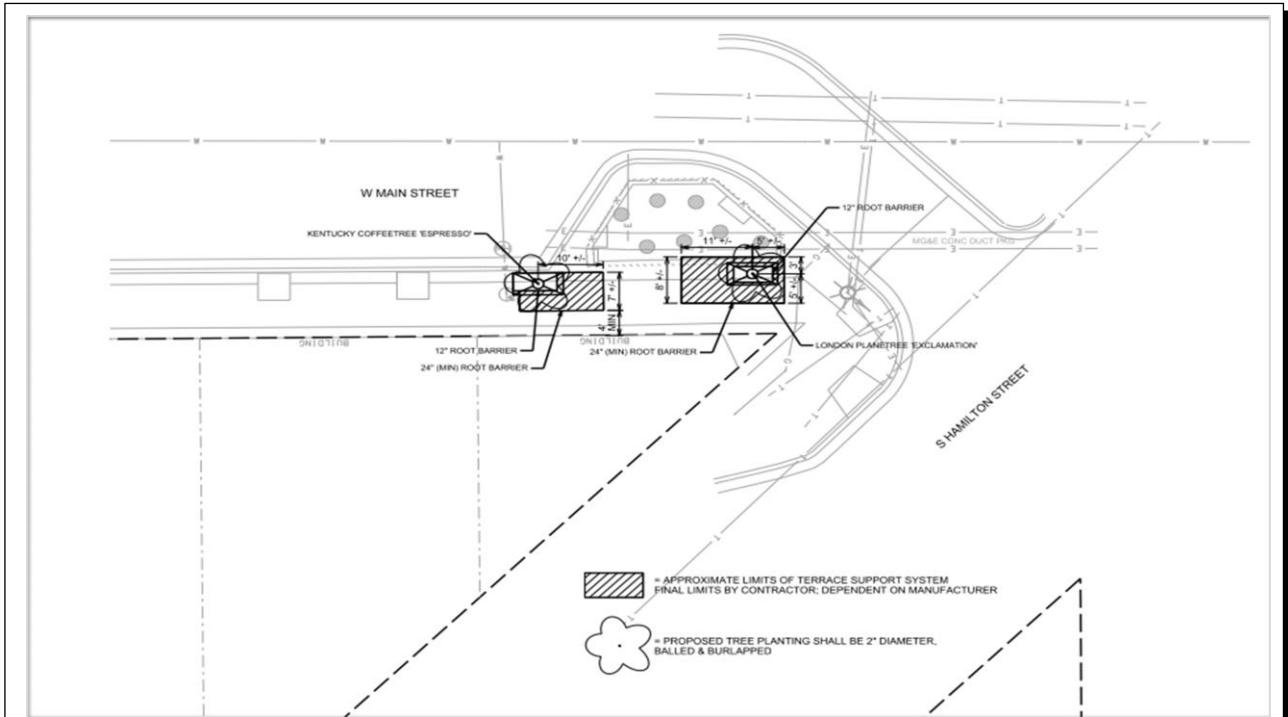 T T T T
T T T T
W W W W W W W W W
W MAIN STREET
12" ROOT BARRIER
KENTUCKY COFFEETREE 'ESPRESSO'
E E E E
MG&E CONC DUCT PKG
E E E E
11' +/-
5' +/-
10' +/-
3'
8' +/-
5' +/-
7' +/-
4'
MIN
BUILDING
BUILDING
12" ROOT BARRIER
24" (MIN) ROOT BARRIER
LONDON PLANETREE 'EXCLAMATION'
24" (MIN) ROOT BARRIER
S HAMILTON STREET
= APPROXIMATE LIMITS OF TERRACE SUPPORT SYSTEM
FINAL LIMITS BY CONTRACTOR; DEPENDENT ON MANUFACTURER
= PROPOSED TREE PLANTING SHALL BE 2" DIAMETER,
BALLED & BURLAPPED